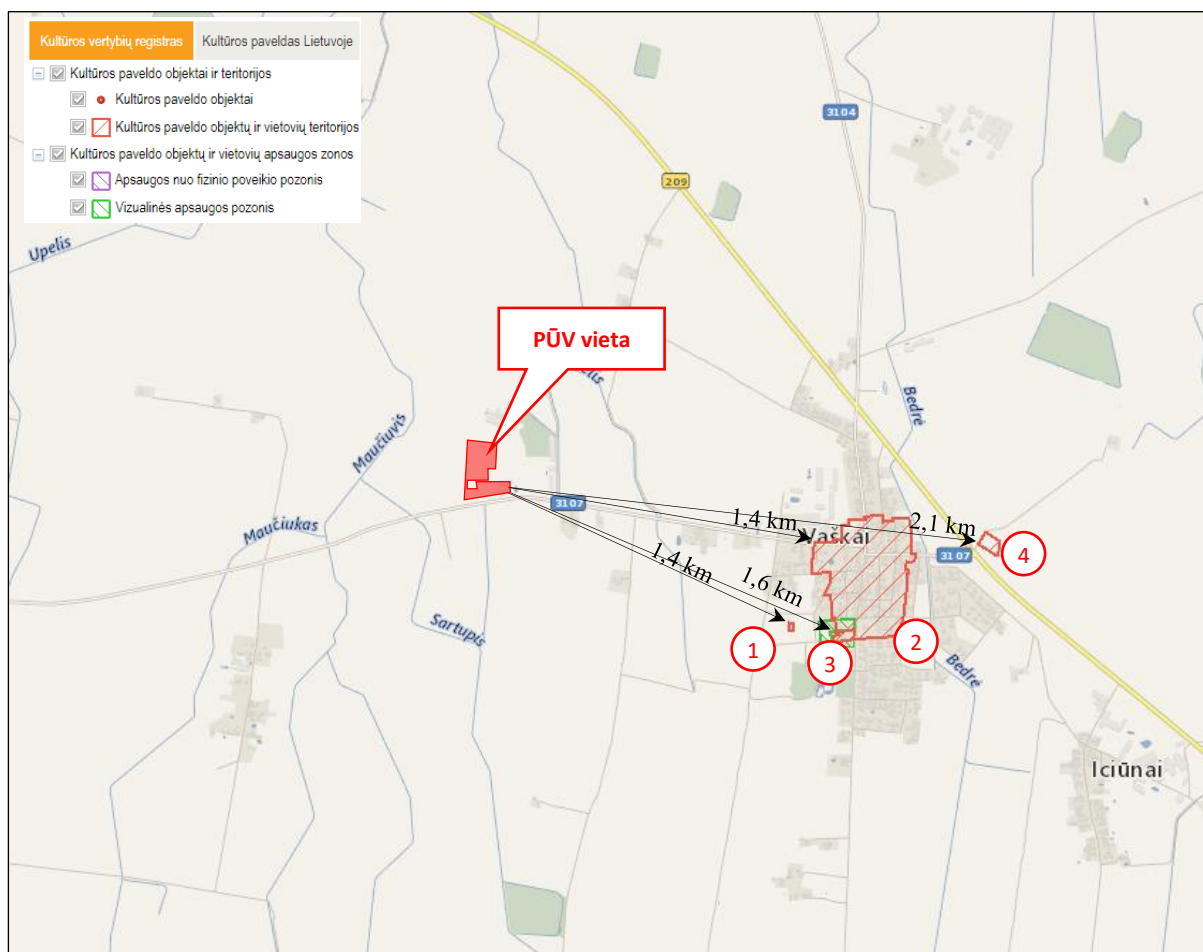 Kultūros vertybių registras
Kultūros paveldas Lietuvoje
Kultūros paveldo objektai ir teritorijos
Kultūros paveldo objektai
Kultūros paveldo objektų ir vietovių teritorijos
Kultūros paveldo objektų ir vietovių apsaugos zonos
Apsaugos nuo fizinio poveikio pozonis
Vizualinės apsaugos pozonis
3104
209
Upelis
PŪV vieta
Bedrė
Maučiuvis
3107
Maučiukas
1,4 km
2,1 km
Vaškai
3107
4
1,4 km
1,6 km
Sartupis
1
3
2
Bedrė
Iciūnai